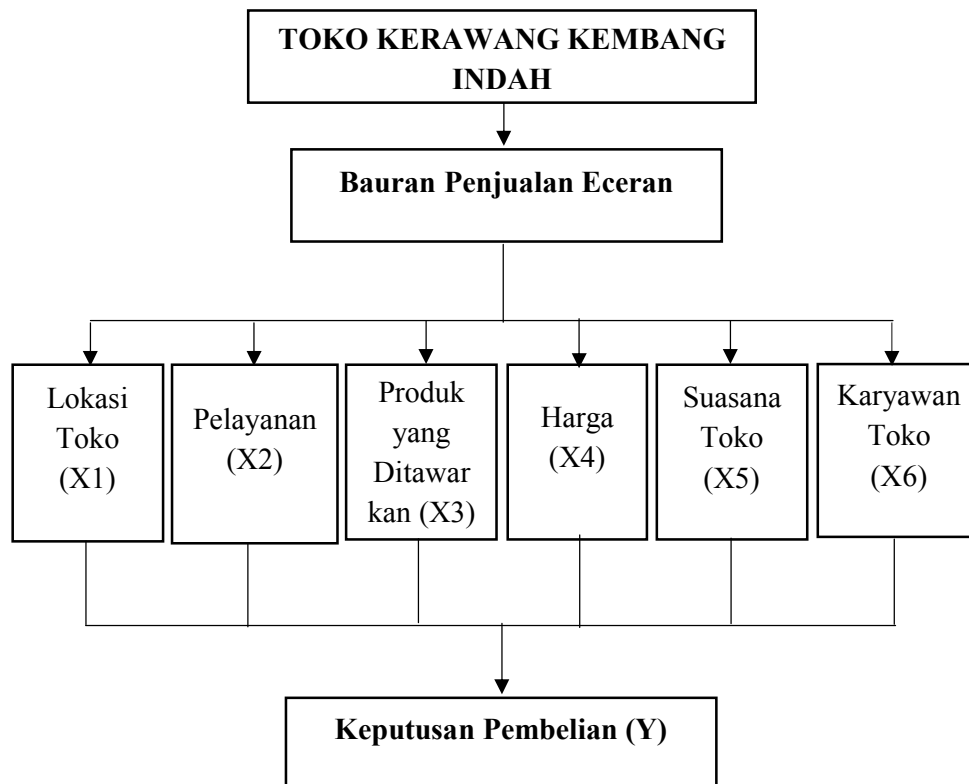 TOKO KERAWANG KEMBANG
INDAH
Bauran Penjualan Eceran
Lokasi
Toko
(X1)
Pelayanan
(X2)
Produk
yang
Ditawar
kan (X3)
Harga
(X4)
Suasana
Toko
(X5)
Karyawan
Toko
(X6)
Keputusan Pembelian (Y)